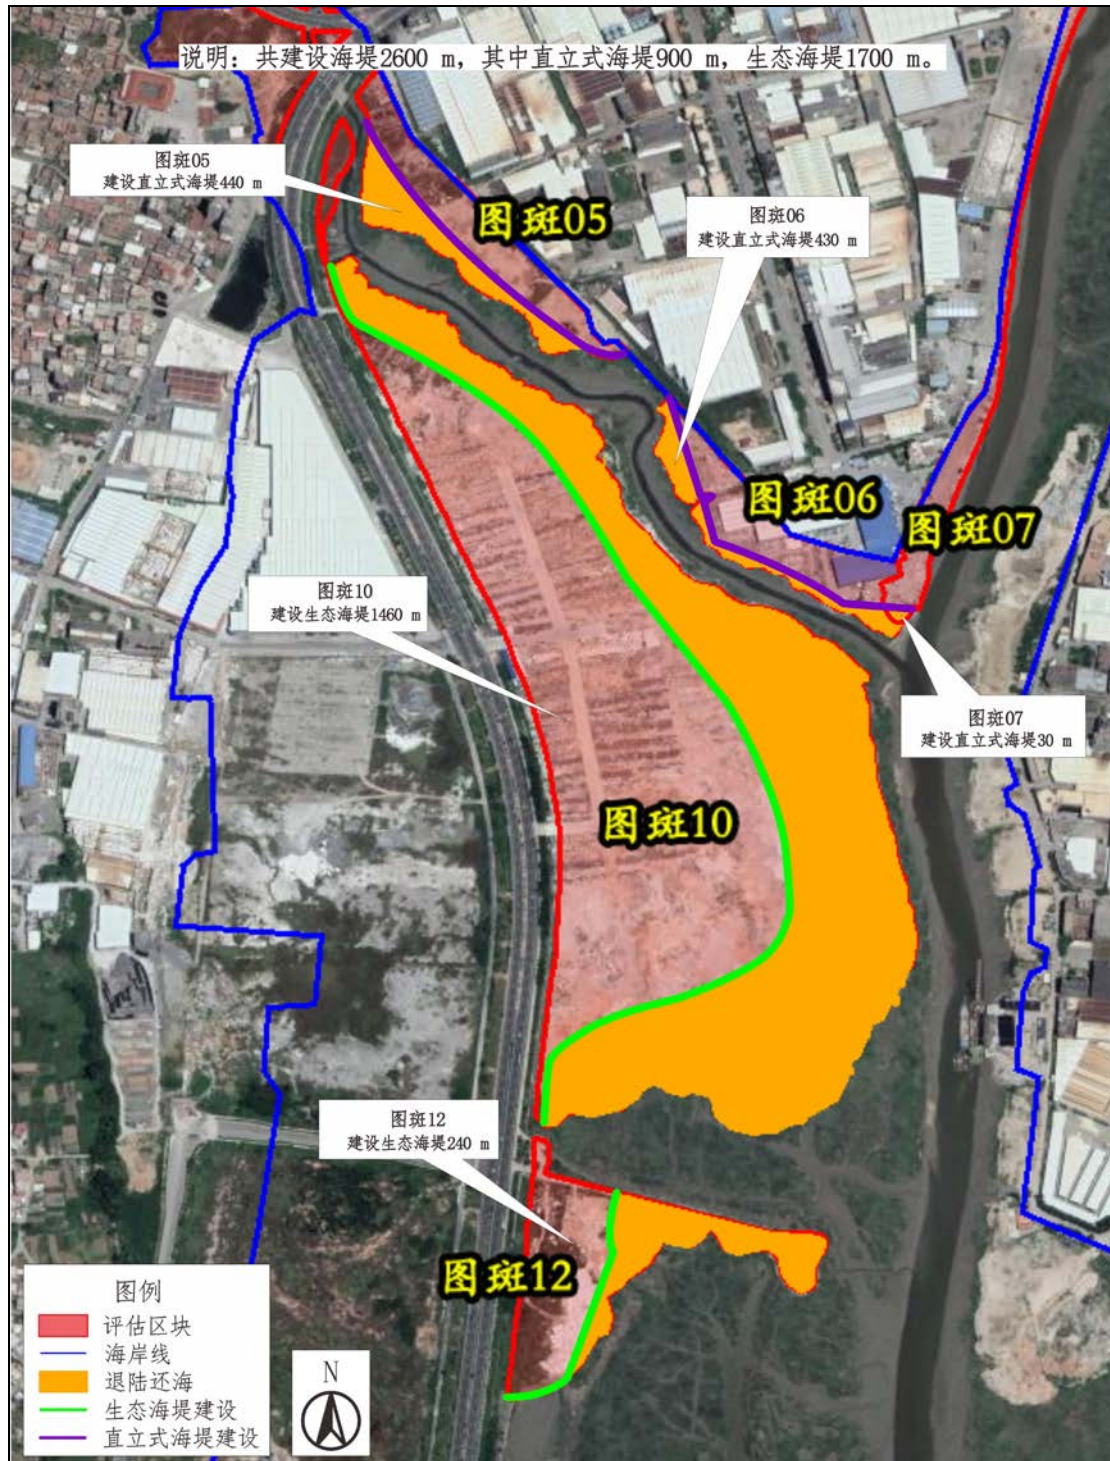 说明：共建设海堤2600 m，其中直立式海堤900 m，生态海堤1700 m。
图斑05
建设直立式海堤440 m
图斑05
图斑06
建设直立式海堤430 m
图斑06
图斑07
图斑10
建设生态海堤1460 m
图斑07
建设直立式海堤30 m
图斑10
图斑12
建设生态海堤240 m
图斑12
图例
评估区块
海岸线
退陆还海
生态海堤建设
直立式海堤建设
N